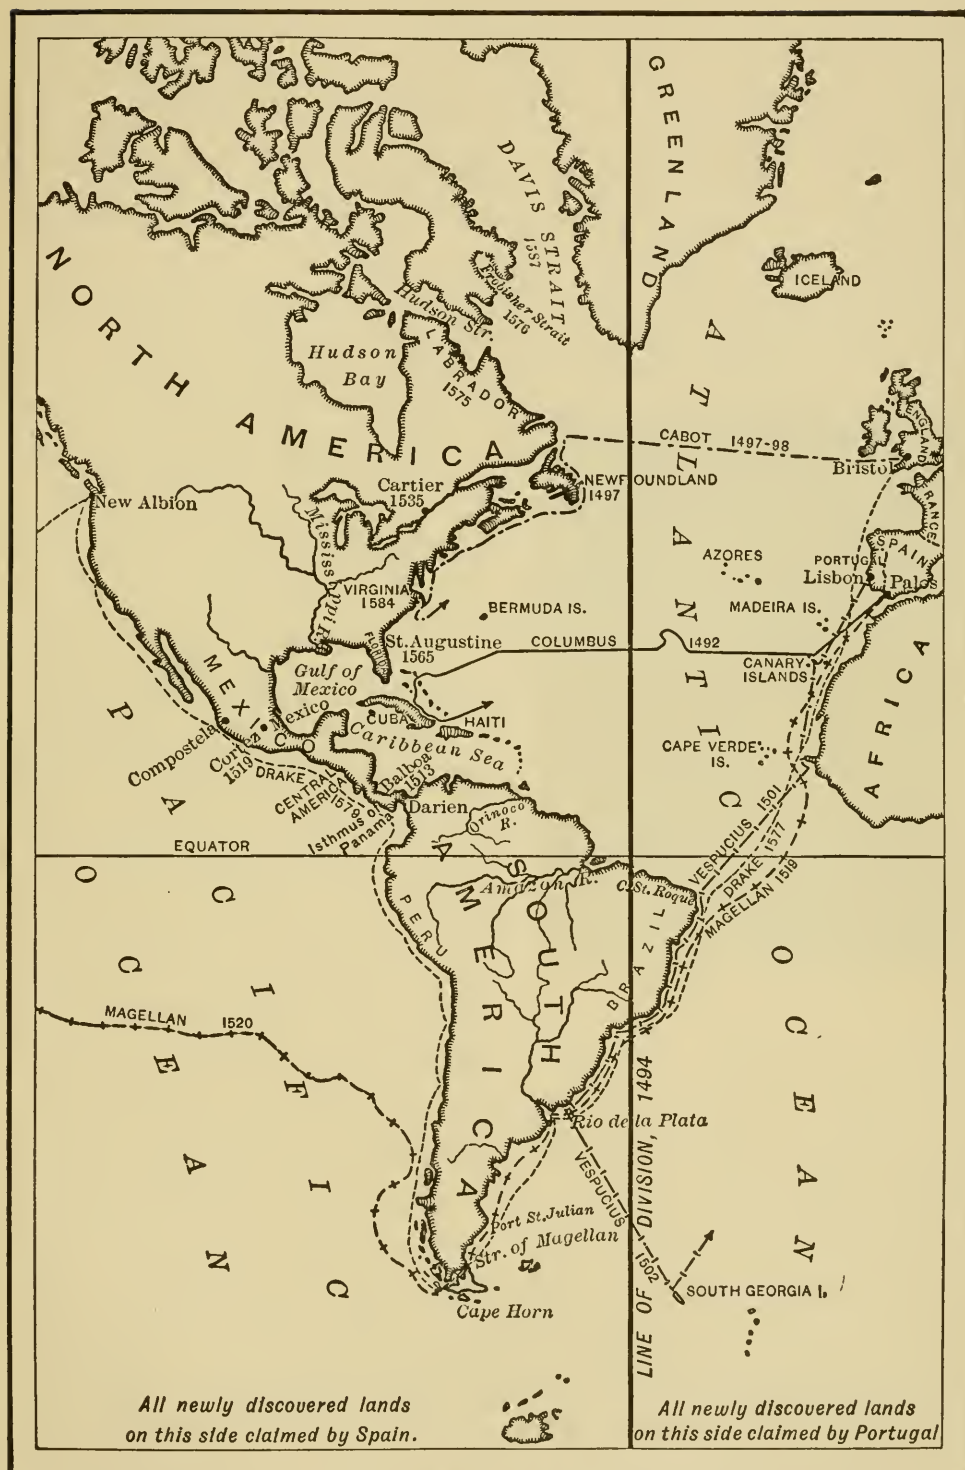 GREENLAND
DAVIS STRAIT
1587
ICELAND
Frobisher Strait
1576
Hudson Str.
LABRADOR
1575
Hudson
Bay
NORTH AMERICA
ATLANTIC OCEAN
CABOT 1497-98
ENGLAND
Bristol
NEWFOUNDLAND
1497
Cartier
1535
New Albion
Mississippi R.
FRANCE
SPAIN
PORTUGAL
Lisbon
Palos
AZORES
MADEIRA IS.
VIRGINIA
1584
BERMUDA IS.
St. Augustine
1565
FLORIDA
COLUMBUS 1492
CANARY
ISLANDS
AFRICA
Gulf of
Mexico
MEXICO
Mexico
CUBA
HAITI
Caribbean Sea
CAPE VERDE
IS.
Compostela
Cortez
1519
DRAKE
1579
CENTRAL
AMERICA
Balboa
1513
Isthmus of
Panama
Darien
Orinoco
R.
PACIFIC OCEAN
EQUATOR
VESPUCIUS 1501
DRAKE 1577
MAGELLAN 1519
Amazon R.
C. St. Roque
PERU
BRAZIL
SOUTH AMERICA
MAGELLAN 1520
Rio de la Plata
VESPUCIUS 1502
LINE OF DIVISION, 1494
Port St. Julian
Str. of Magellan
SOUTH GEORGIA I.
Cape Horn
All newly discovered lands
on this side claimed by Spain.
All newly discovered lands
on this side claimed by Portugal